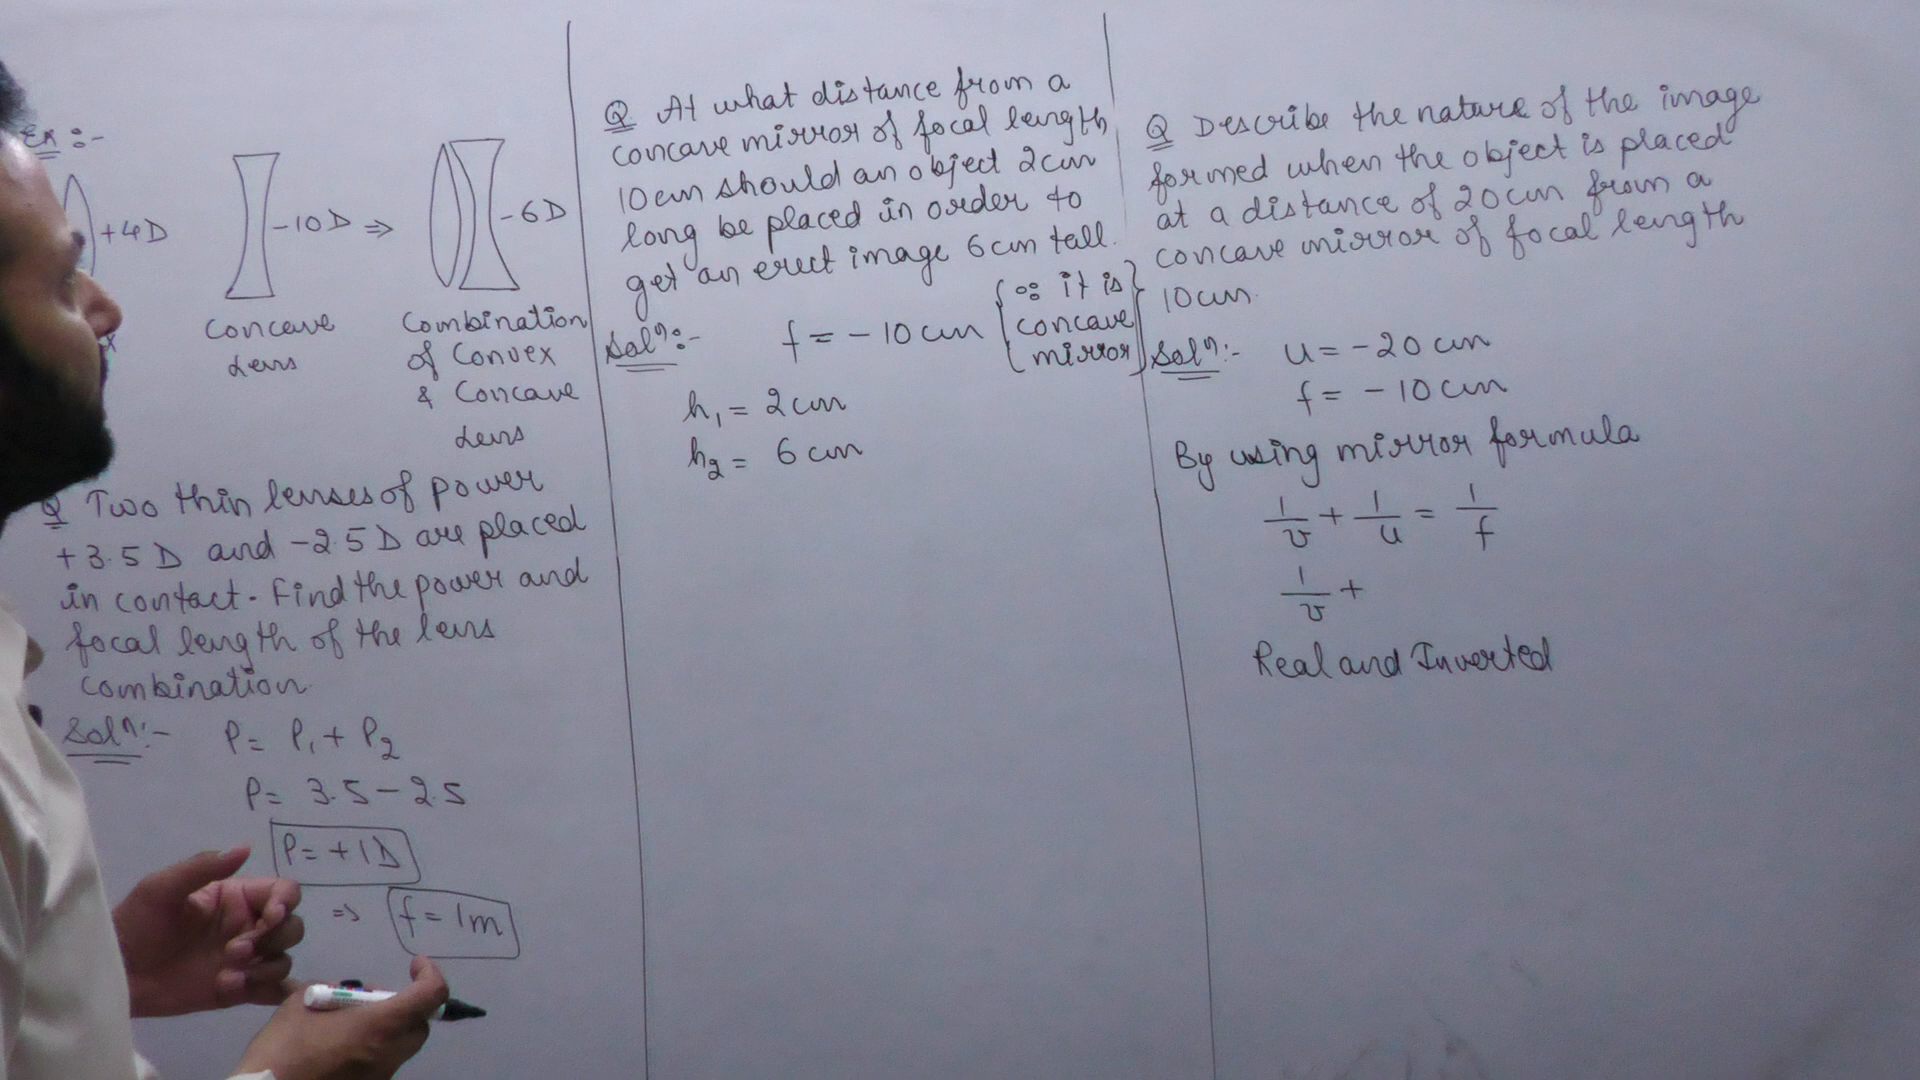 Ex :-
+4D
-10D ⇒
-6D
Concave
Lens
Combination
of Convex
& Concave
Lens
Q Two thin lenses of power
+3.5 D and -2.5 D are placed
in contact. Find the power and
focal length of the lens
combination.
Solⁿ:- P = P₁ + P₂
P = 3.5 - 2.5
P = +1D
⇒ f = 1m
Q At what distance from a
concave mirror of focal length
10 cm should an object 2 cm
long be placed in order to
get an erect image 6 cm tall.
Solⁿ:- f = - 10 cm { ∵ it is
concave
mirror }
h₁ = 2 cm
h₂ = 6 cm
Q Describe the nature of the image
formed when the object is placed
at a distance of 20 cm from a
concave mirror of focal length
10 cm.
Solⁿ:- u = - 20 cm
f = - 10 cm
By using mirror formula
1/v + 1/u = 1/f
1/v +
Real and Inverted